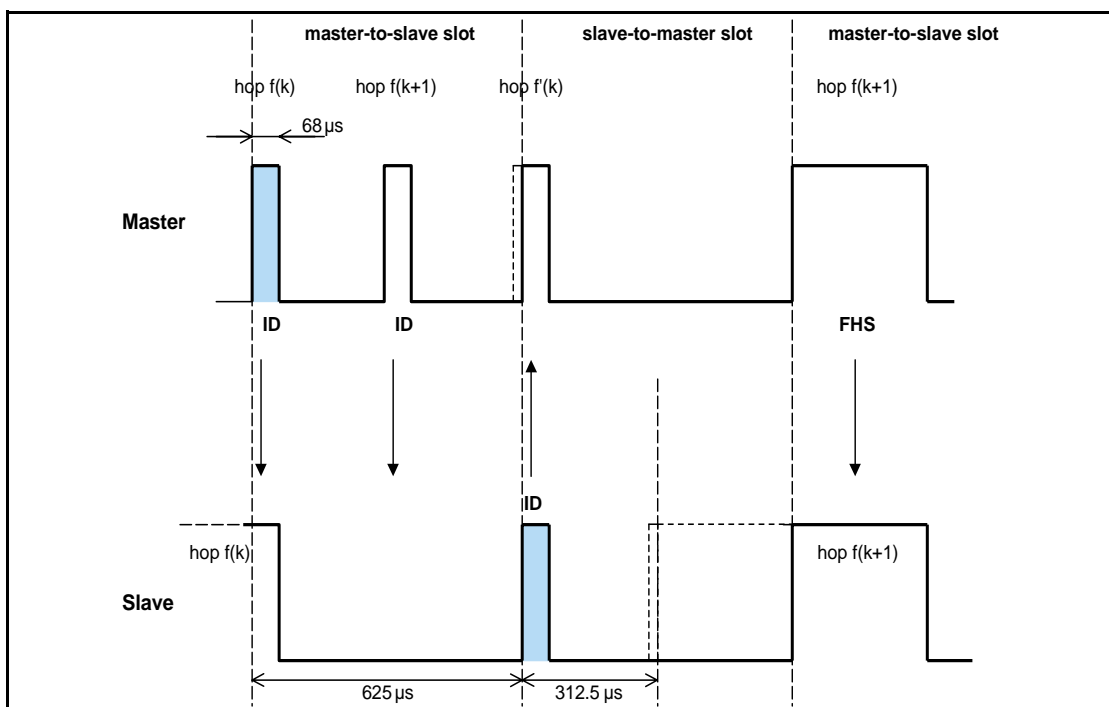 master-to-slave slot
slave-to-master slot
master-to-slave slot
hop f(k)
hop f(k+1)
hop f'(k)
hop f(k+1)
68 µs
Master
ID
ID
FHS
ID
hop f(k)
hop f(k+1)
Slave
625 µs
312.5 µs